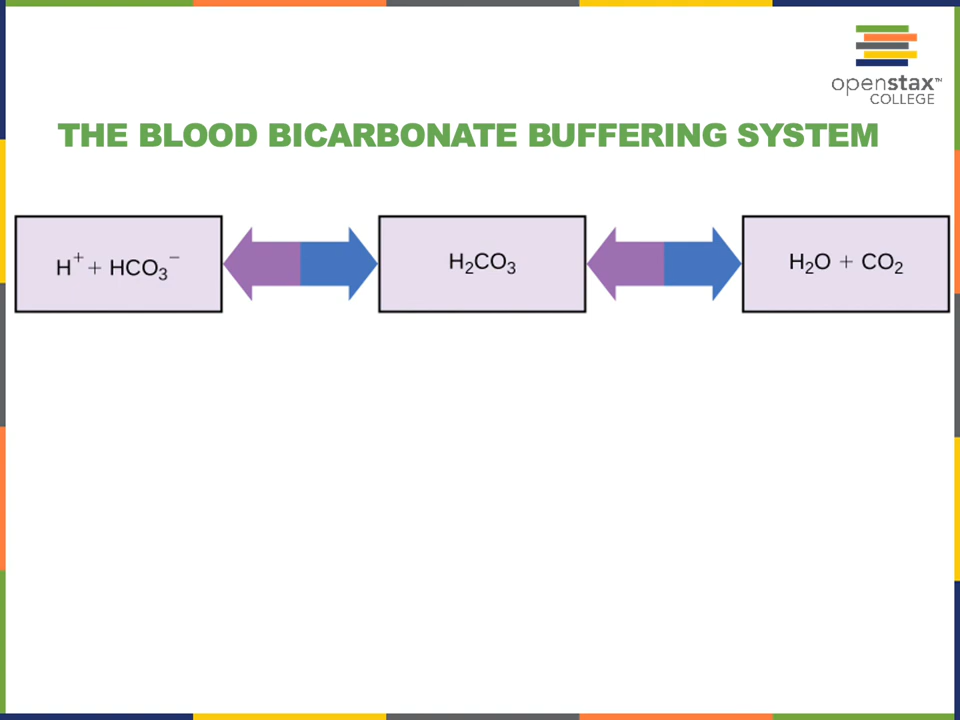 openstax™
COLLEGE
THE BLOOD BICARBONATE BUFFERING SYSTEM
H⁺ + HCO₃⁻
H₂CO₃
H₂O + CO₂